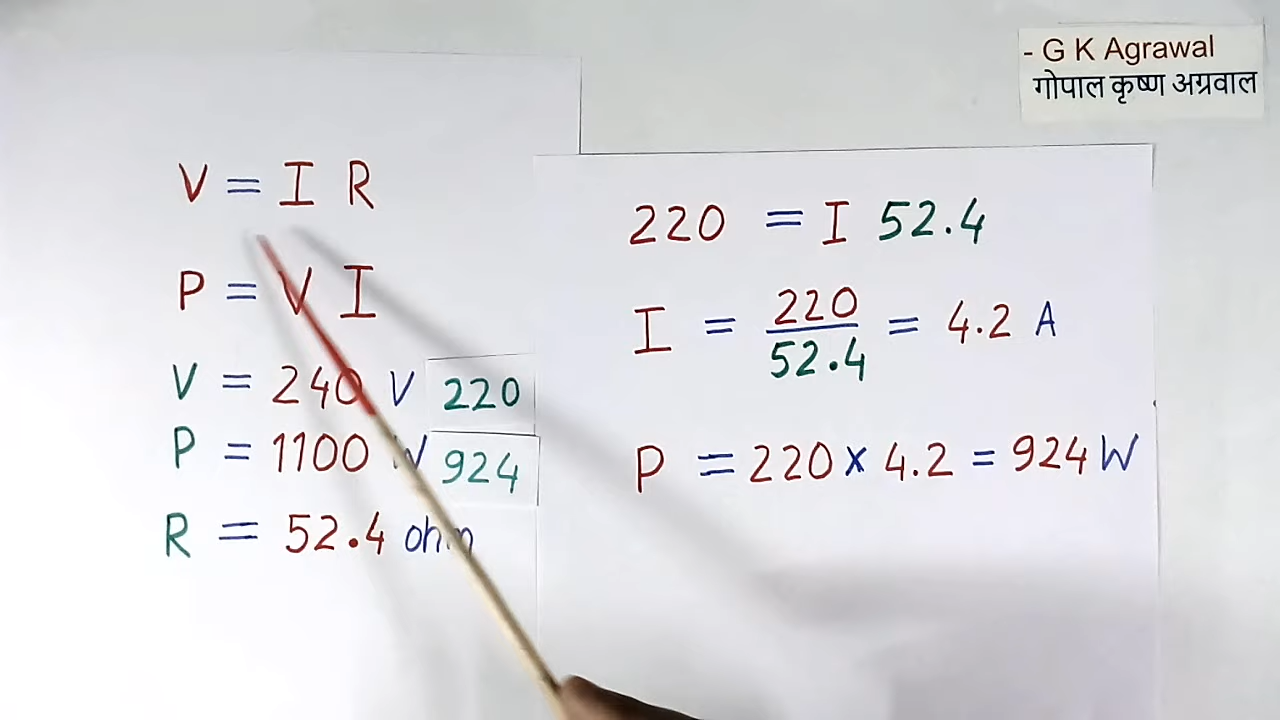 - G K Agrawal
गोपाल कृष्ण अग्रवाल
V = I R
P = V I
V = 240 V 220
P = 1100 W 924
R = 52.4 ohm
220 = I 52.4
I = 220/52.4 = 4.2 A
P = 220 x 4.2 = 924 W